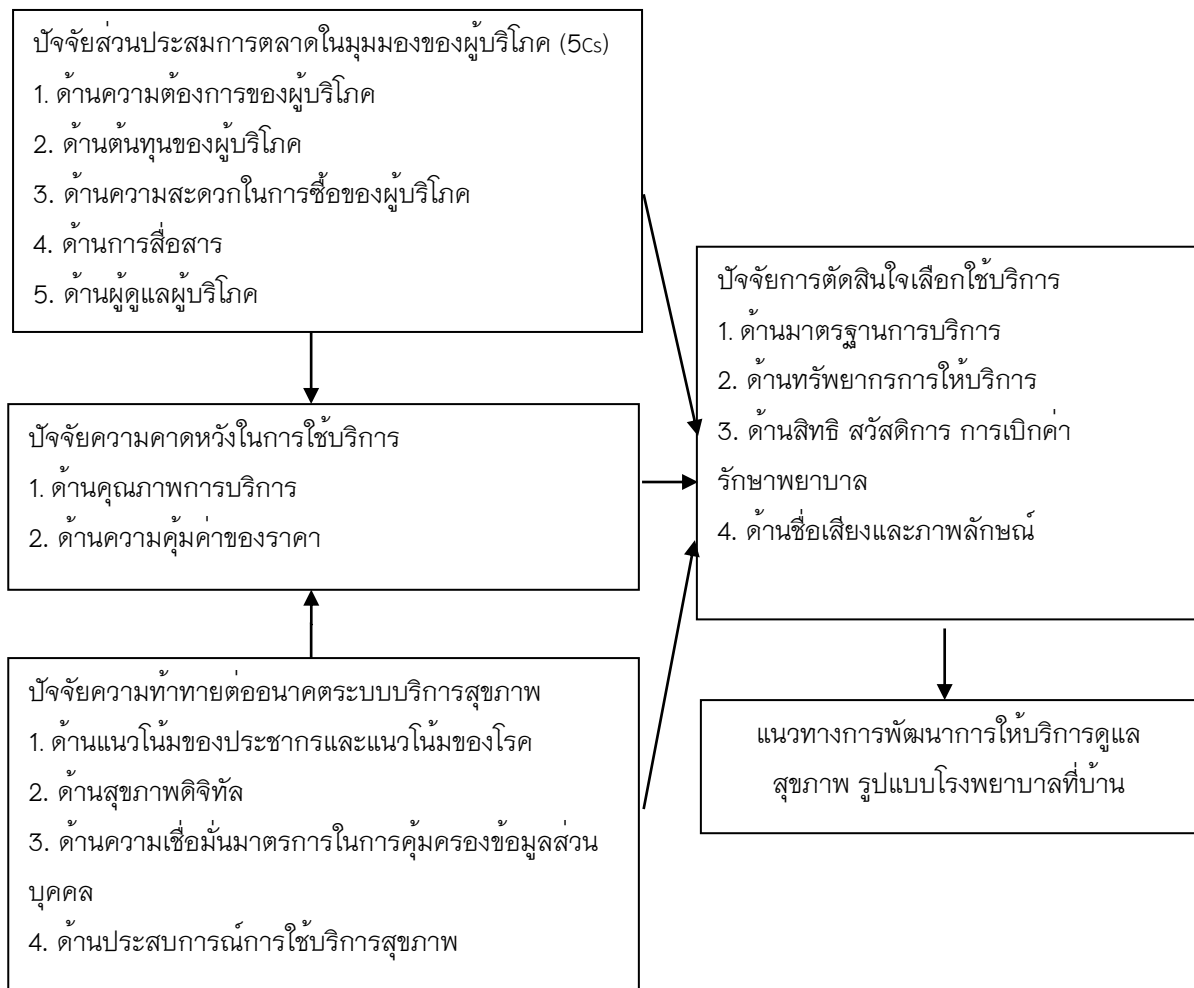 ปัจจัยส่วนประสมการตลาดในมุมมองของผู้บริโภค (5Cs)
1. ด้านความต้องการของผู้บริโภค
2. ด้านต้นทุนของผู้บริโภค
3. ด้านความสะดวกในการซื้อของผู้บริโภค
4. ด้านการสื่อสาร
5. ด้านผู้ดูแลผู้บริโภค
ปัจจัยความคาดหวังในการใช้บริการ
1. ด้านคุณภาพการบริการ
2. ด้านความคุ้มค่าของราคา
ปัจจัยความท้าทายต่ออนาคตระบบบริการสุขภาพ
1. ด้านแนวโน้มของประชากรและแนวโน้มของโรค
2. ด้านสุขภาพดิจิทัล
3. ด้านความเชื่อมั่นมาตรการในการคุ้มครองข้อมูลส่วน
บุคคล
4. ด้านประสบการณ์การใช้บริการสุขภาพ
ปัจจัยการตัดสินใจเลือกใช้บริการ
1. ด้านมาตรฐานการบริการ
2. ด้านทรัพยากรการให้บริการ
3. ด้านสิทธิ สวัสดิการ การเบิกค่า
รักษาพยาบาล
4. ด้านชื่อเสียงและภาพลักษณ์
แนวทางการพัฒนาการให้บริการดูแล
สุขภาพ รูปแบบโรงพยาบาลที่บ้าน